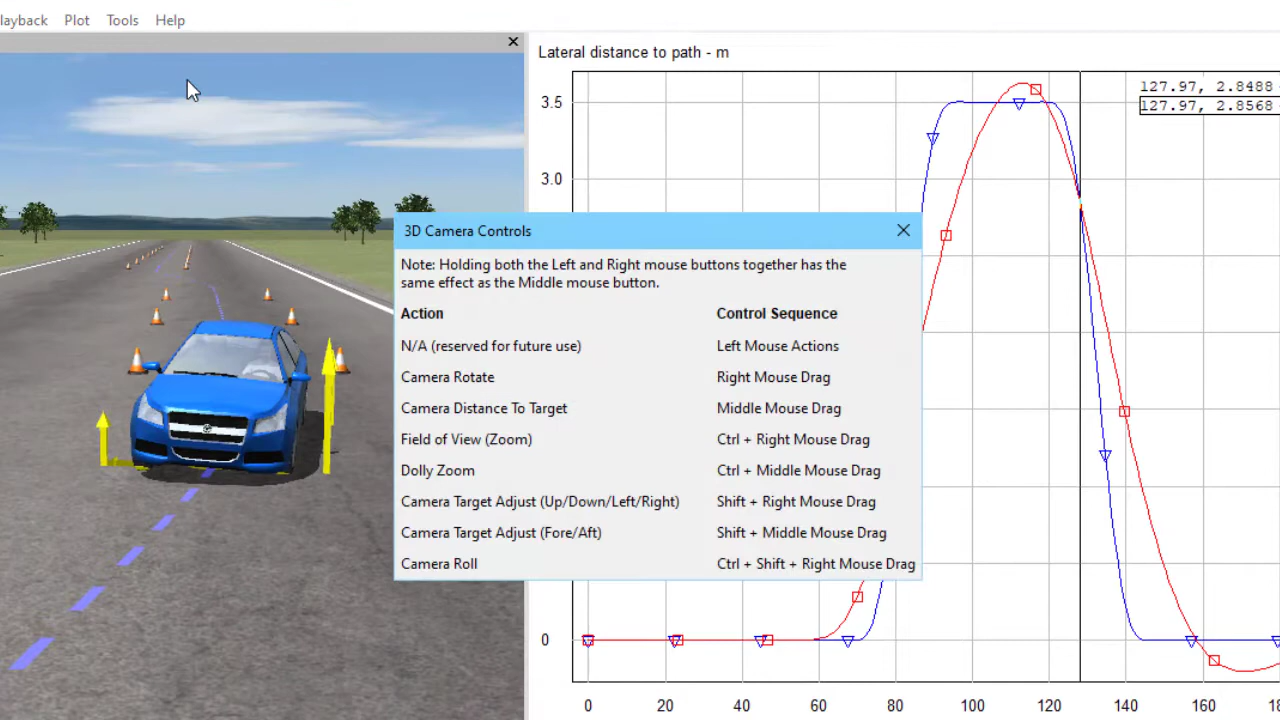 layback Plot Tools Help
Lateral distance to path - m
127.97, 2.8488
127.97, 2.8568
3.5
3.0
3D Camera Controls
Note: Holding both the Left and Right mouse buttons together has the
same effect as the Middle mouse button.
Action Control Sequence
N/A (reserved for future use) Left Mouse Actions
Camera Rotate Right Mouse Drag
Camera Distance To Target Middle Mouse Drag
Field of View (Zoom) Ctrl + Right Mouse Drag
Dolly Zoom Ctrl + Middle Mouse Drag
Camera Target Adjust (Up/Down/Left/Right) Shift + Right Mouse Drag
Camera Target Adjust (Fore/Aft) Shift + Middle Mouse Drag
Camera Roll Ctrl + Shift + Right Mouse Drag
0
0 20 40 60 80 100 120 140 160 18